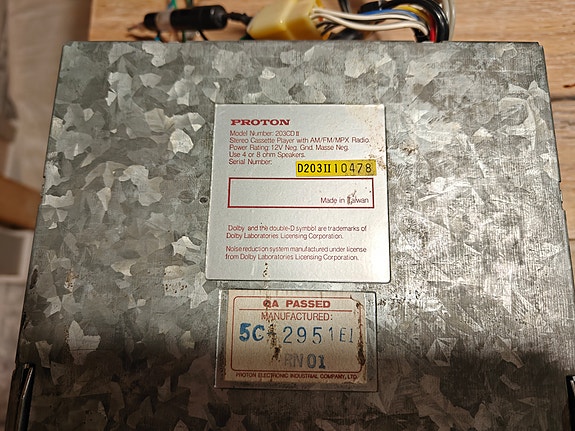 PROTON
Model Number: 203CD II
Stereo Cassette Player with AM/FM/MPX Radio.
Power Rating: 12V Neg. Gnd. Masse Neg.
Use 4 or 8 ohm Speakers.
Serial Number:
D203II10478
Made in Taiwan
Dolby and the double-D symbol are trademarks of
Dolby Laboratories Licensing Corporation.
Noise reduction system manufactured under license
from Dolby Laboratories Licensing Corporation.
QA PASSED
MANUFACTURED:
2951EI
RN01
PROTON ELECTRONIC INDUSTRIAL COMPANY, LTD